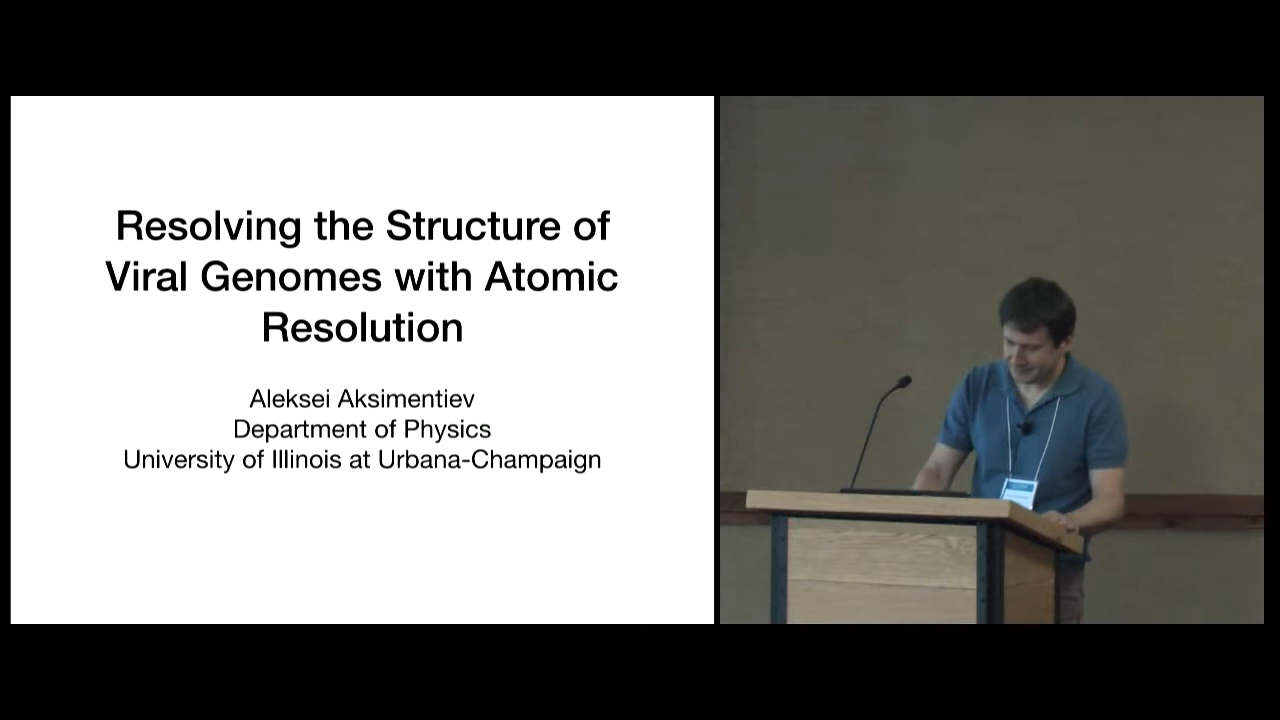 Resolving the Structure of
Viral Genomes with Atomic
Resolution
Aleksei Aksimentiev
Department of Physics
University of Illinois at Urbana-Champaign